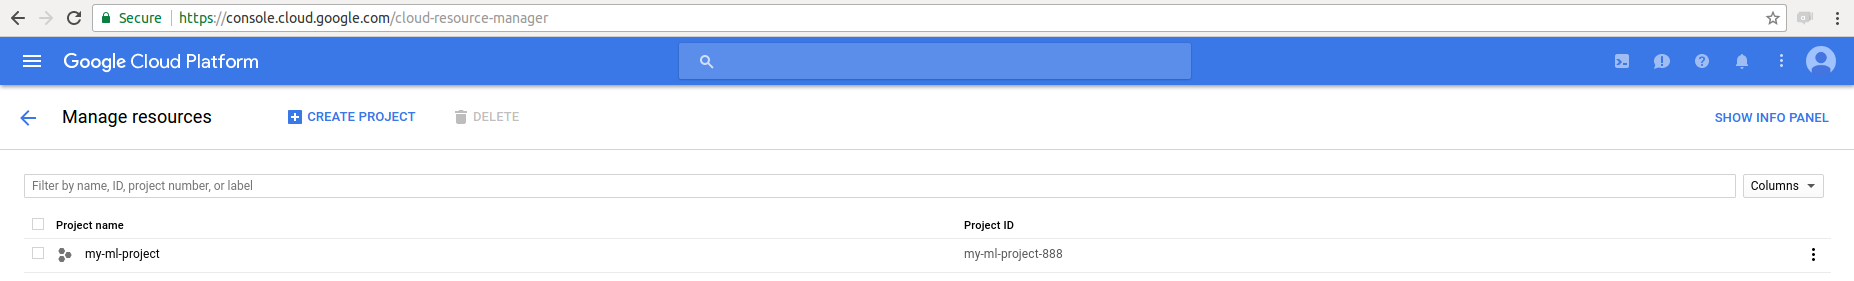 Secure https://console.cloud.google.com/cloud-resource-manager
Google Cloud Platform
Manage resources CREATE PROJECT DELETE SHOW INFO PANEL
Filter by name, ID, project number, or label Columns
Project name Project ID
my-ml-project my-ml-project-888